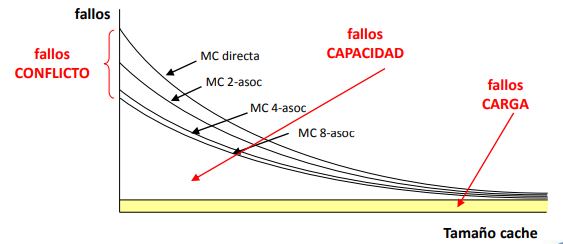 fallos
fallos
CONFLICTO
MC directa
MC 2-asoc
MC 4-asoc
MC 8-asoc
fallos
CAPACIDAD
fallos
CARGA
Tamaño cache